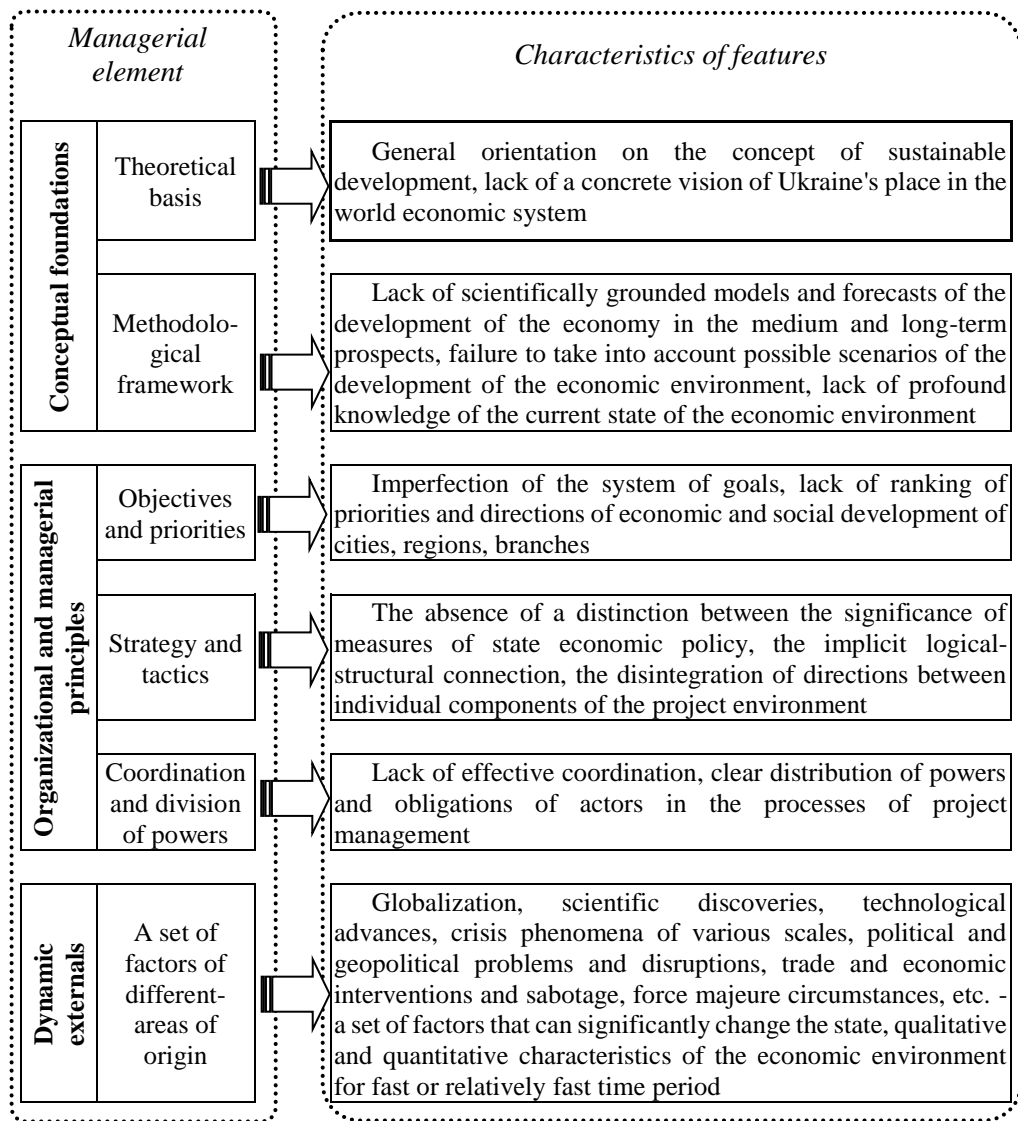 Managerial
element
Characteristics of features
Conceptual foundations
Theoretical
basis
General orientation on the concept of sustainable
development, lack of a concrete vision of Ukraine's place in the
world economic system
Methodolo-
gical
framework
Lack of scientifically grounded models and forecasts of the
development of the economy in the medium and long-term
prospects, failure to take into account possible scenarios of the
development of the economic environment, lack of profound
knowledge of the current state of the economic environment
Organizational and managerial
principles
Objectives
and priorities
Imperfection of the system of goals, lack of ranking of
priorities and directions of economic and social development of
cities, regions, branches
Strategy and
tactics
The absence of a distinction between the significance of
measures of state economic policy, the implicit logical-
structural connection, the disintegration of directions between
individual components of the project environment
Coordination
and division
of powers
Lack of effective coordination, clear distribution of powers
and obligations of actors in the processes of project
management
Dynamic
externals
A set of
factors of
different-
areas of
origin
Globalization, scientific discoveries, technological
advances, crisis phenomena of various scales, political and
geopolitical problems and disruptions, trade and economic
interventions and sabotage, force majeure circumstances, etc. -
a set of factors that can significantly change the state, qualitative
and quantitative characteristics of the economic environment
for fast or relatively fast time period